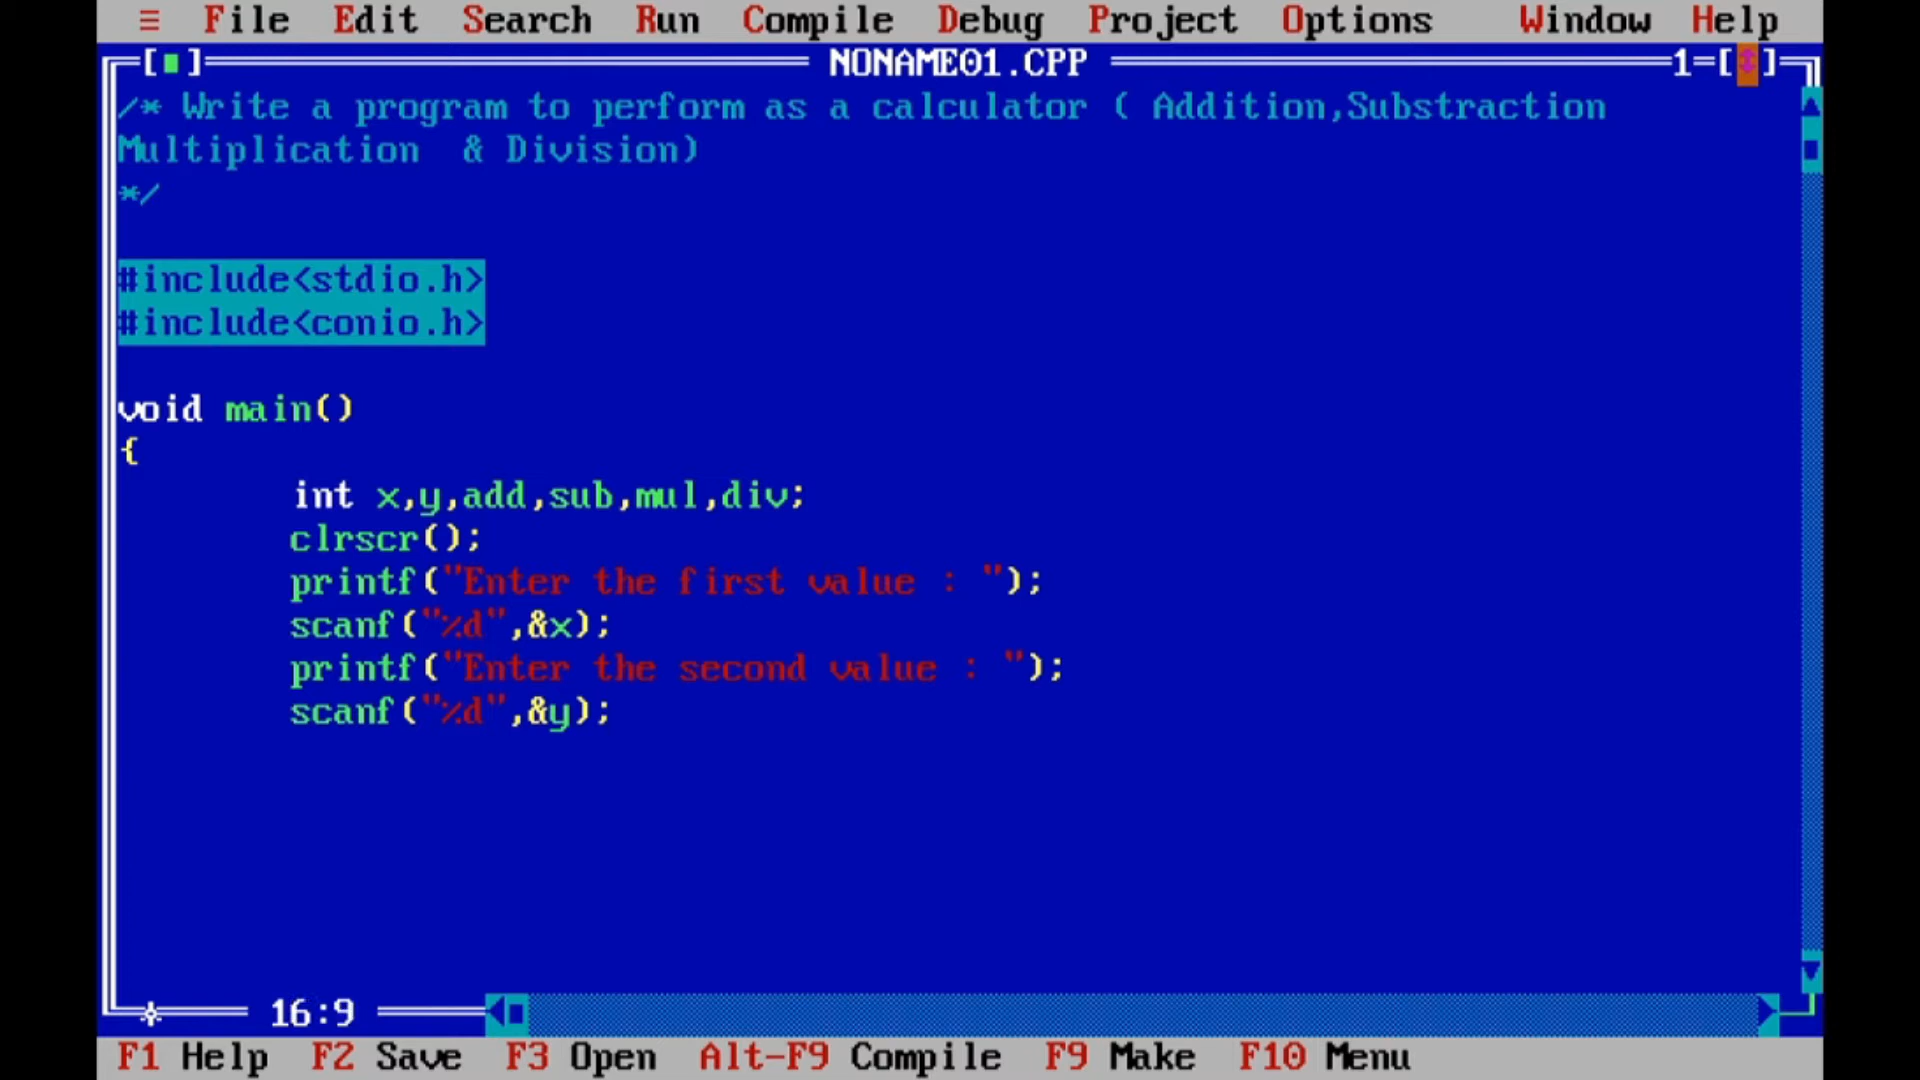 ≡ File Edit Search Run Compile Debug Project Options Window Help
[■] NONAME01.CPP 1=[↕]
/* Write a program to perform as a calculator ( Addition,Substraction
Multiplication  & Division)
*/
#include<stdio.h>
#include<conio.h>
void main()
{
int x,y,add,sub,mul,div;
clrscr();
printf("Enter the first value : ");
scanf("%d",&x);
printf("Enter the second value : ");
scanf("%d",&y);
16:9
F1 Help F2 Save F3 Open Alt-F9 Compile F9 Make F10 Menu